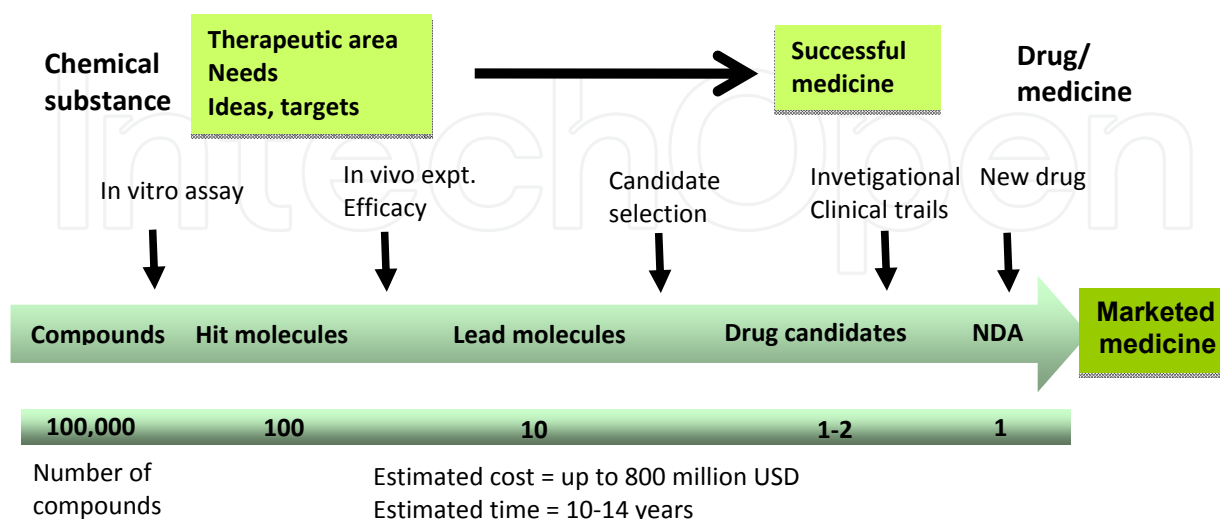 Chemical
substance
Therapeutic area
Needs
Ideas, targets
Successful
medicine
Drug/
medicine
IntechOpen
In vitro assay
In vivo expt.
Efficacy
Candidate
selection
Invetigational
Clinical trails
New drug
Compounds
Hit molecules
Lead molecules
Drug candidates
NDA
Marketed
medicine
100,000
100
10
1-2
1
Number of
compounds
Estimated cost = up to 800 million USD
Estimated time = 10-14 years